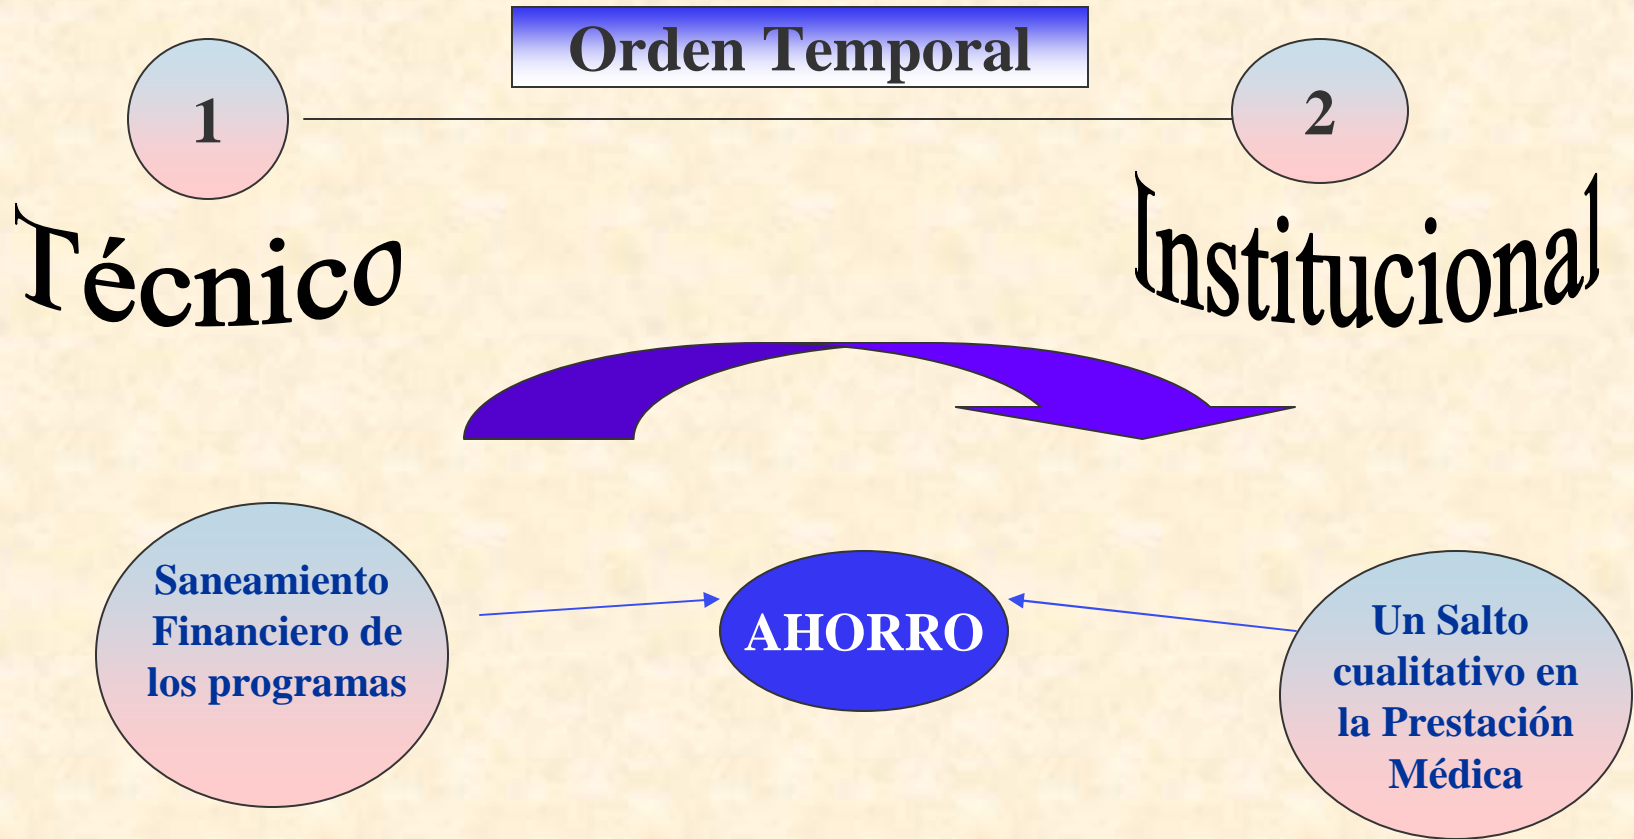 Orden Temporal
1
2
Técnico
Institucional
Saneamiento
Financiero de
los programas
AHORRO
Un Salto
cualitativo en
la Prestación
Médica